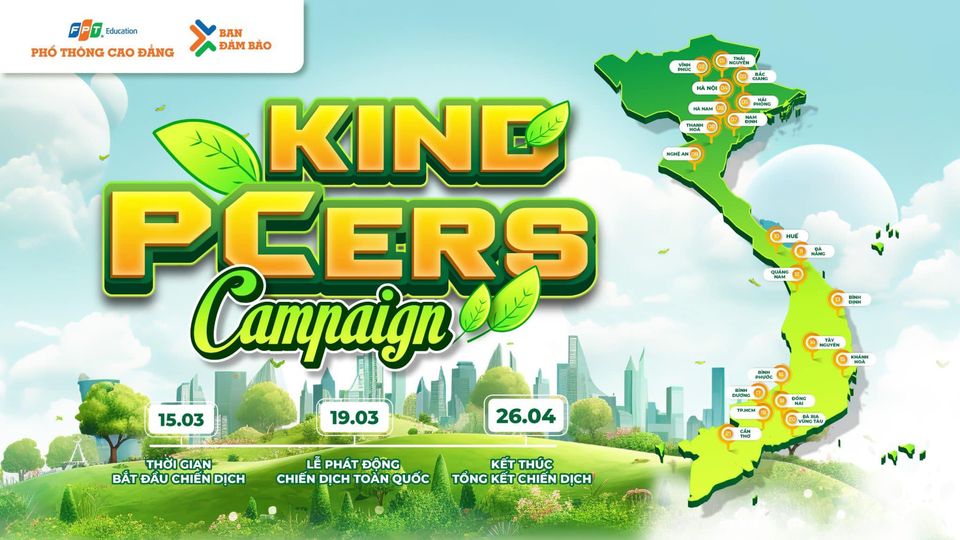 FPT Education
PHỔ THÔNG CAO ĐẲNG
BAN
ĐẢM BẢO
KIND
PCERS
Campaign
15.03
THỜI GIAN
BẮT ĐẦU CHIẾN DỊCH
19.03
LỄ PHÁT ĐỘNG
CHIẾN DỊCH TOÀN QUỐC
26.04
KẾT THÚC
TỔNG KẾT CHIẾN DỊCH
VĨNH
PHÚC
THÁI
NGUYÊN
BẮC
GIANG
HÀ NỘI
HẢI
PHÒNG
HÀ NAM
NAM
ĐỊNH
THANH
HOÁ
NGHỆ AN
HUẾ
ĐÀ
NẴNG
QUẢNG
NAM
BÌNH
ĐỊNH
TÂY
NGUYÊN
KHÁNH
HOÀ
BÌNH
PHƯỚC
BÌNH
DƯƠNG
ĐỒNG
NAI
TP.HCM
BÀ RỊA
VŨNG TÀU
CẦN
THƠ